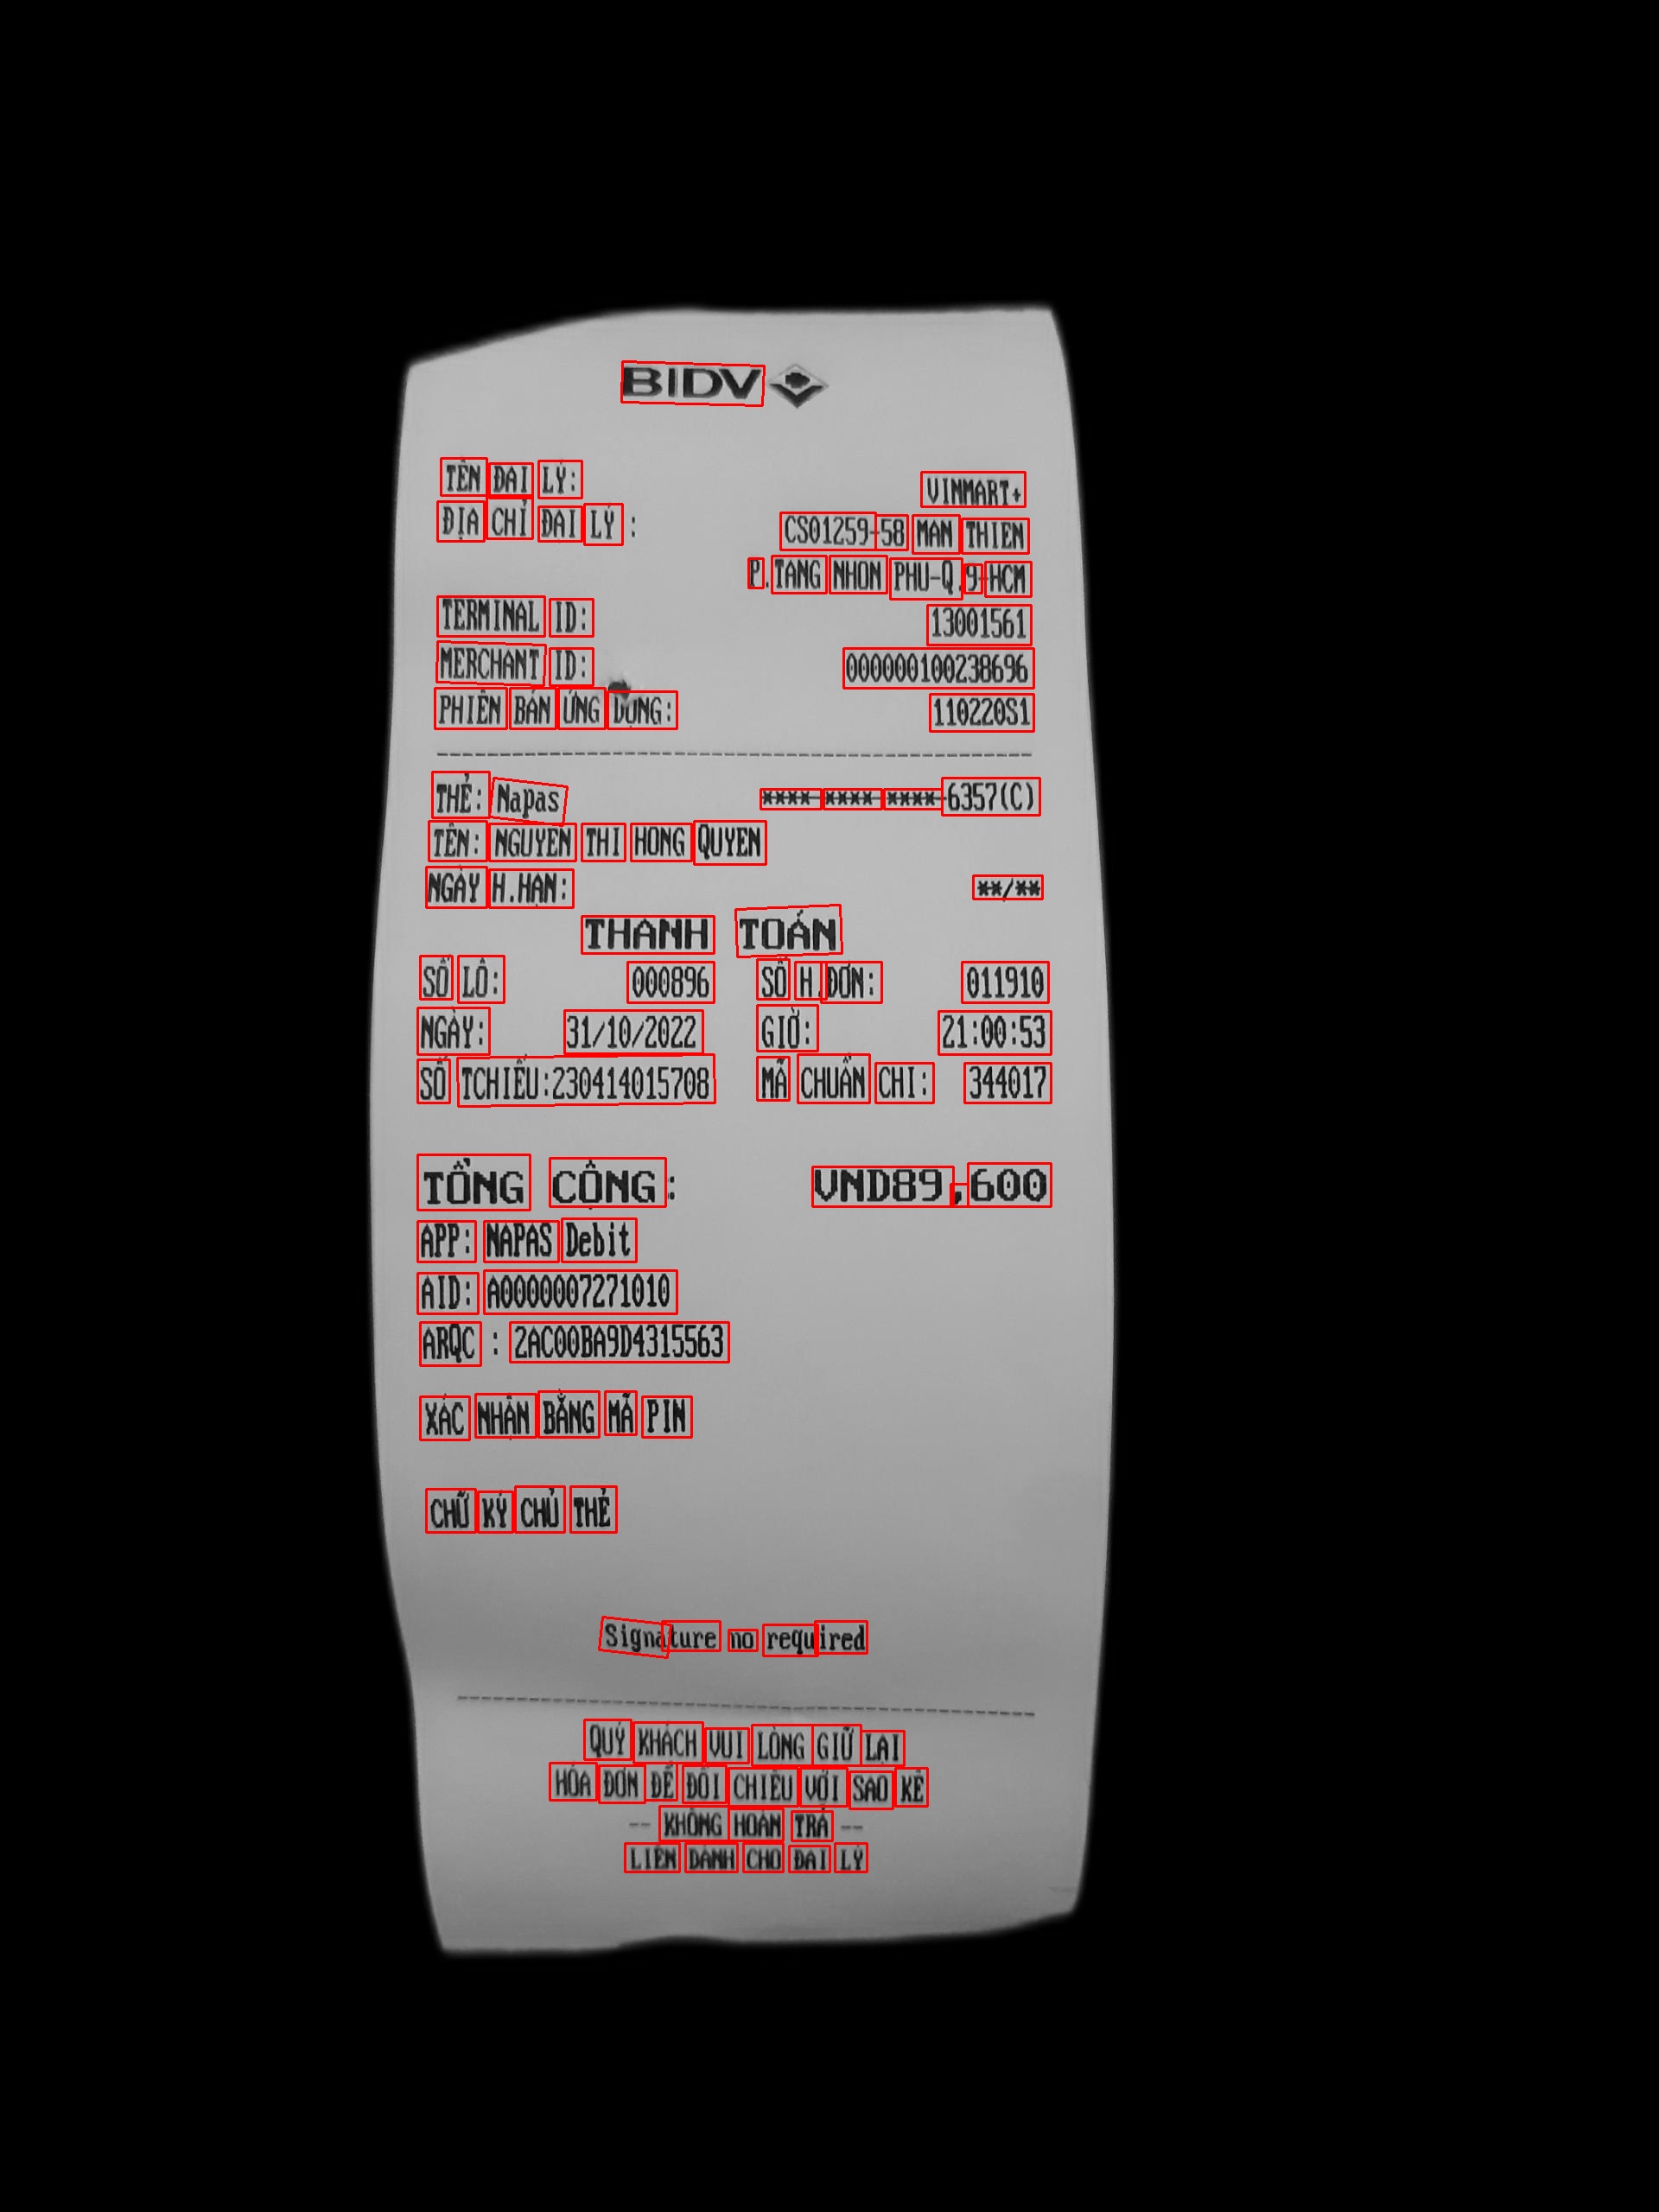 BIDV
TÊN ĐẠI LÝ: VINMART+
ĐỊA CHỈ ĐẠI LÝ : CS01259-58 MAN THIEN
P.TANG NHON PHU-Q.9-HCM
TERMINAL ID: 13001561
MERCHANT ID: 000000100238696
PHIÊN BẢN ỨNG DỤNG: 110220S1
THẺ: Napas ****-****-****-6357(C)
TÊN: NGUYEN THI HONG QUYEN
NGÀY H.HẠN: **/**
THANH TOÁN
SỐ LÔ: 000896 SỐ H.ĐƠN: 011910
NGÀY: 31/10/2022 GIỜ: 21:00:53
SỐ TCHIẾU:230414015708 MÃ CHUẨN CHI: 344017
TỔNG CỘNG: VND89,600
APP: NAPAS Debit
AID: A0000007271010
ARQC : 2AC00BA9D4315563
XÁC NHẬN BẰNG MÃ PIN
CHỮ KÝ CHỦ THẺ
Signature no required
QUÝ KHÁCH VUI LÒNG GIỮ LẠI
HÓA ĐƠN ĐỂ ĐỐI CHIẾU VỚI SAO KÊ
-- KHÔNG HOÀN TRẢ --
LIÊN DÀNH CHO ĐẠI LÝ